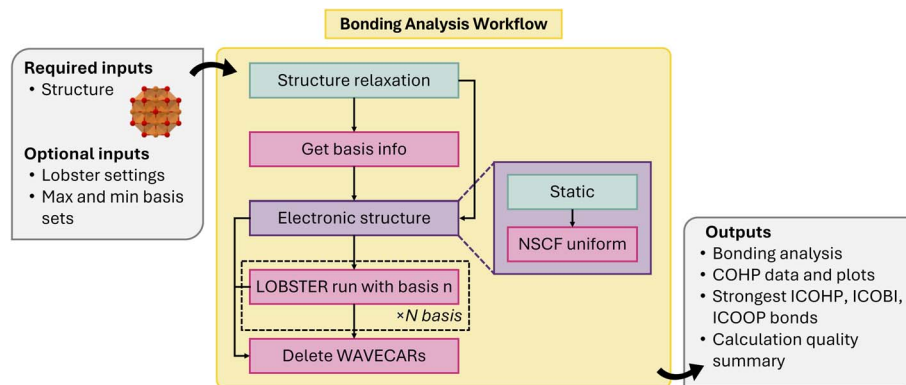 Bonding Analysis Workflow
Required inputs
• Structure
Optional inputs
• Lobster settings
• Max and min basis
sets
Structure relaxation
Get basis info
Electronic structure
LOBSTER run with basis n
×N basis
Delete WAVECARs
Static
NSCF uniform
Outputs
• Bonding analysis
• COHP data and plots
• Strongest ICOHP, ICOBI,
ICOOP bonds
• Calculation quality
summary